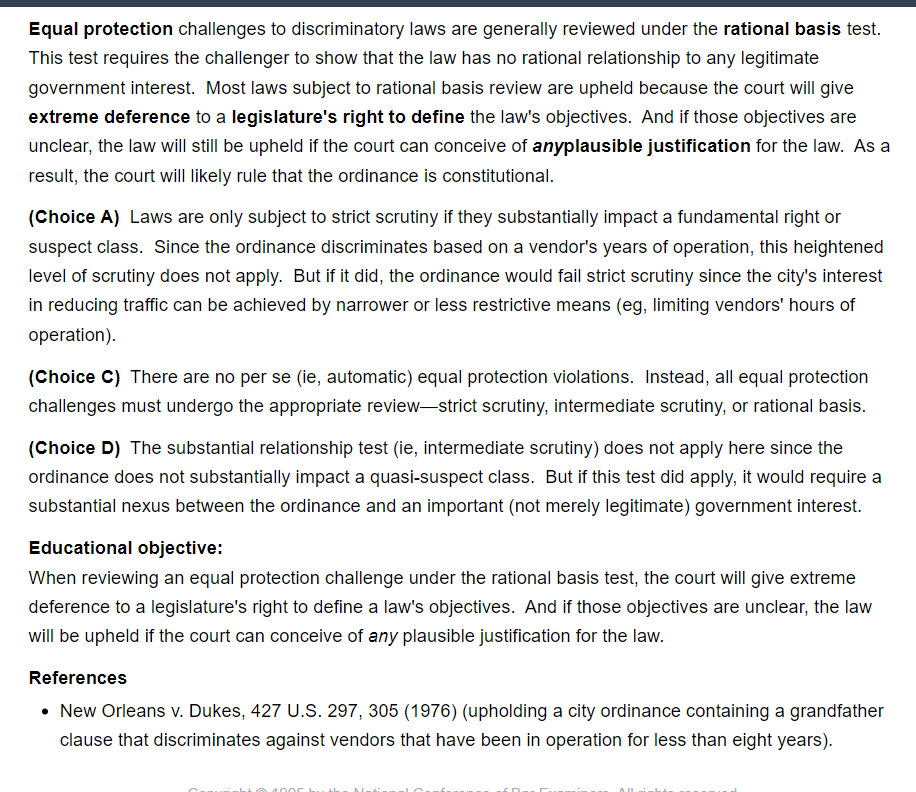 Equal protection challenges to discriminatory laws are generally reviewed under the rational basis test.
This test requires the challenger to show that the law has no rational relationship to any legitimate
government interest.  Most laws subject to rational basis review are upheld because the court will give
extreme deference to a legislature's right to define the law's objectives.  And if those objectives are
unclear, the law will still be upheld if the court can conceive of anyplausible justification for the law.  As a
result, the court will likely rule that the ordinance is constitutional.
(Choice A)  Laws are only subject to strict scrutiny if they substantially impact a fundamental right or
suspect class.  Since the ordinance discriminates based on a vendor's years of operation, this heightened
level of scrutiny does not apply.  But if it did, the ordinance would fail strict scrutiny since the city's interest
in reducing traffic can be achieved by narrower or less restrictive means (eg, limiting vendors' hours of
operation).
(Choice C)  There are no per se (ie, automatic) equal protection violations.  Instead, all equal protection
challenges must undergo the appropriate review—strict scrutiny, intermediate scrutiny, or rational basis.
(Choice D)  The substantial relationship test (ie, intermediate scrutiny) does not apply here since the
ordinance does not substantially impact a quasi-suspect class.  But if this test did apply, it would require a
substantial nexus between the ordinance and an important (not merely legitimate) government interest.
Educational objective:
When reviewing an equal protection challenge under the rational basis test, the court will give extreme
deference to a legislature's right to define a law's objectives.  And if those objectives are unclear, the law
will be upheld if the court can conceive of any plausible justification for the law.
References
• New Orleans v. Dukes, 427 U.S. 297, 305 (1976) (upholding a city ordinance containing a grandfather
clause that discriminates against vendors that have been in operation for less than eight years).
Copyright © 1995 by the National Conference of Bar Examiners. All rights reserved.